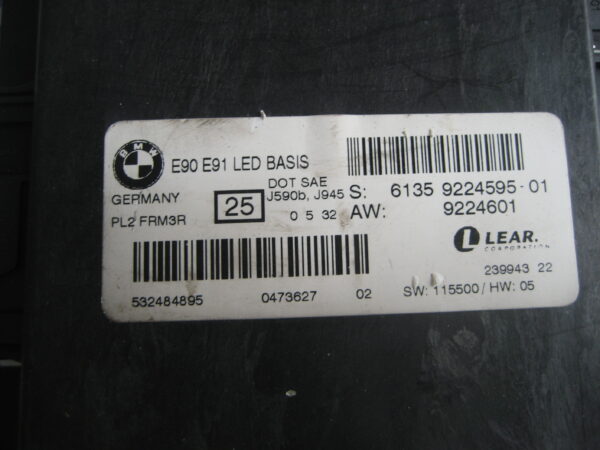 BMW
E90 E91 LED BASIS
GERMANY
PL2 FRM3R
25
DOT SAE
J590b, J945
0 5 32
S: 6135 9224595-01
AW: 9224601
LEAR.
CORPORATION
239943 22
532484895 0473627 02
SW: 115500 / HW: 05